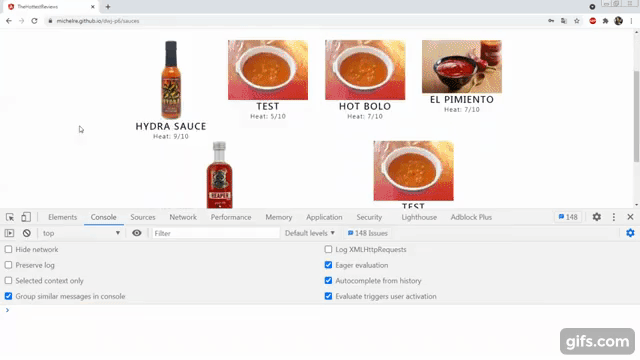 TheHottestReviews
michelre.github.io/dwj-p6/sauces
HYDRA SAUCE
Heat: 9/10
TEST
Heat: 5/10
HOT BOLO
Heat: 7/10
EL PIMIENTO
Heat: 7/10
REAPER
TEST
Elements Console Sources Network Performance Memory Application Security Lighthouse Adblock Plus 148
top Filter Default levels 148 Issues
Hide network Log XMLHttpRequests
Preserve log Eager evaluation
Selected context only Autocomplete from history
Group similar messages in console Evaluate triggers user activation
gifs.com